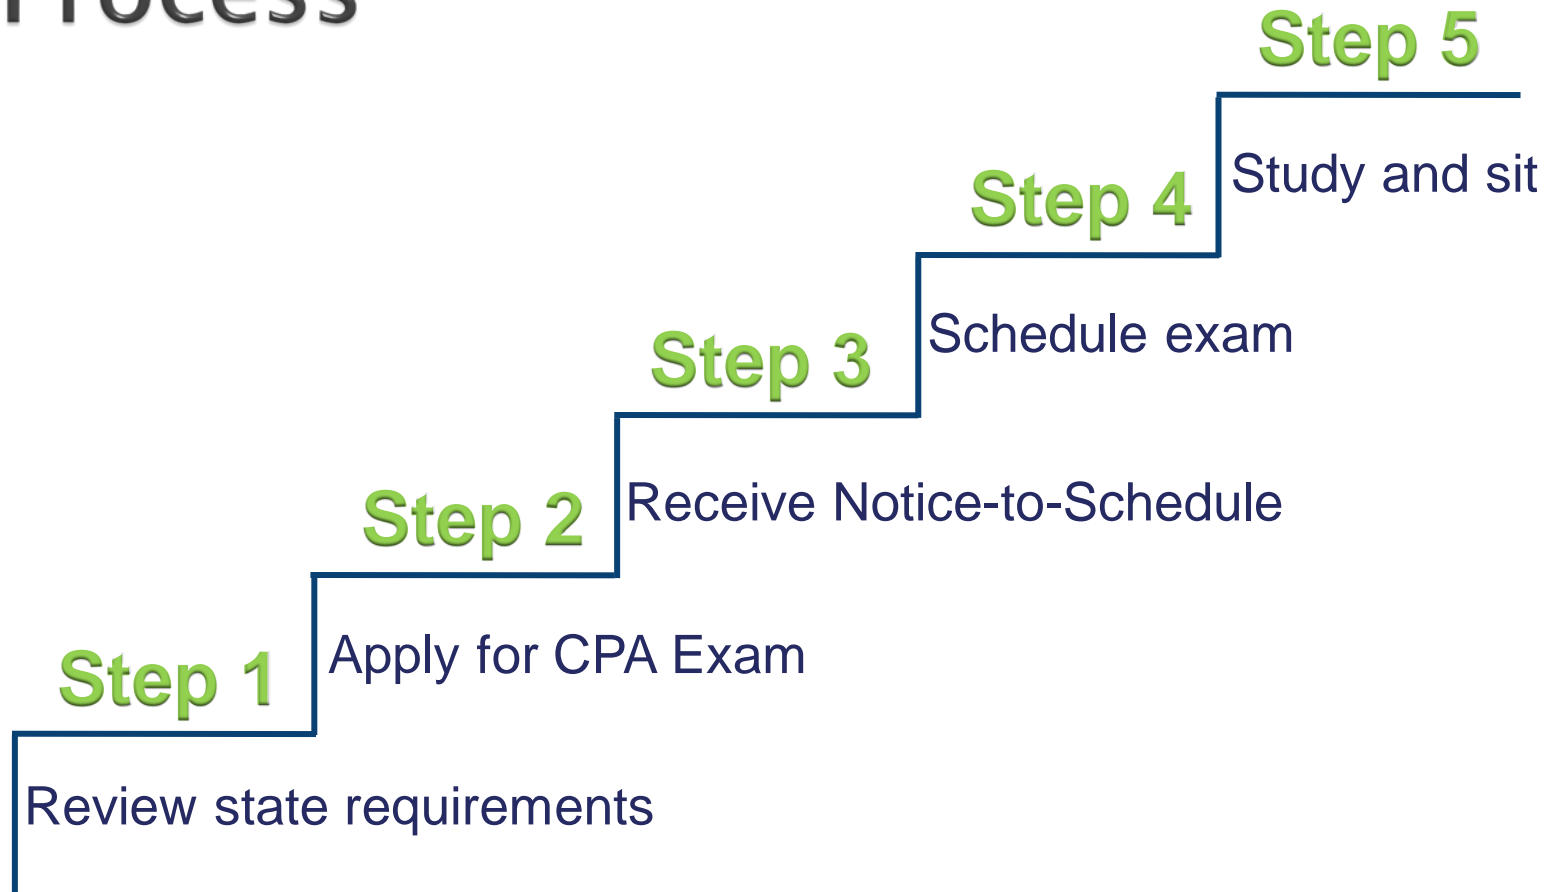 Process
Step 5
Study and sit
Step 4
Schedule exam
Step 3
Receive Notice-to-Schedule
Step 2
Apply for CPA Exam
Step 1
Review state requirements